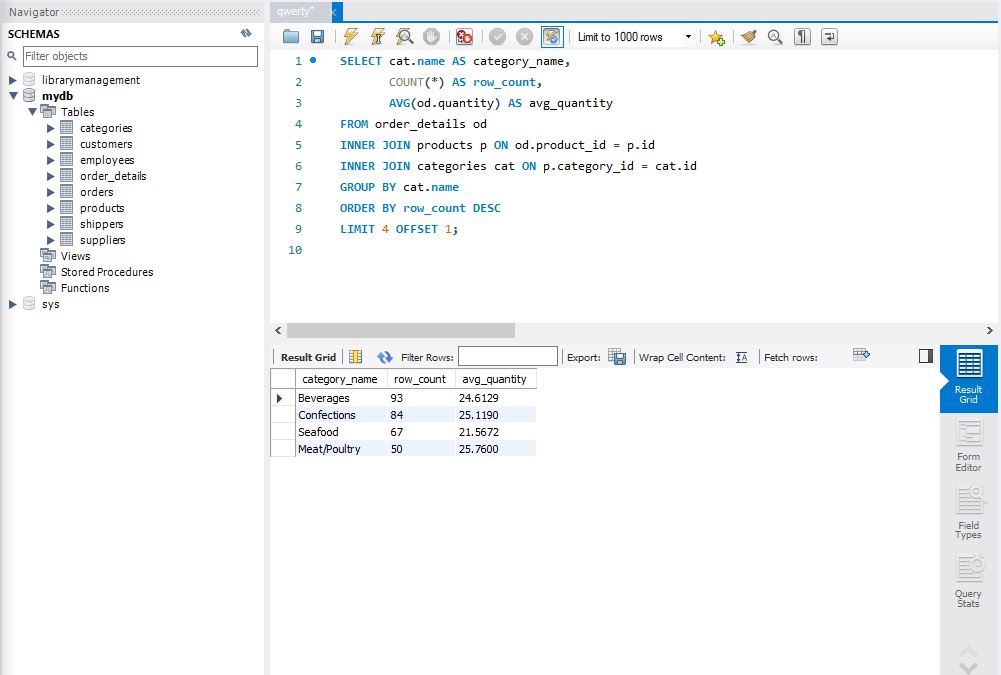 Navigator
SCHEMAS
Filter objects
librarymanagement
mydb
Tables
categories
customers
employees
order_details
orders
products
shippers
suppliers
Views
Stored Procedures
Functions
sys
qwerty*
Limit to 1000 rows
1 SELECT cat.name AS category_name,
2 COUNT(*) AS row_count,
3 AVG(od.quantity) AS avg_quantity
4 FROM order_details od
5 INNER JOIN products p ON od.product_id = p.id
6 INNER JOIN categories cat ON p.category_id = cat.id
7 GROUP BY cat.name
8 ORDER BY row_count DESC
9 LIMIT 4 OFFSET 1;
10
Result Grid Filter Rows: Export: Wrap Cell Content: Fetch rows:
category_name row_count avg_quantity
Beverages 93 24.6129
Confections 84 25.1190
Seafood 67 21.5672
Meat/Poultry 50 25.7600
Result
Grid
Form
Editor
Field
Types
Query
Stats